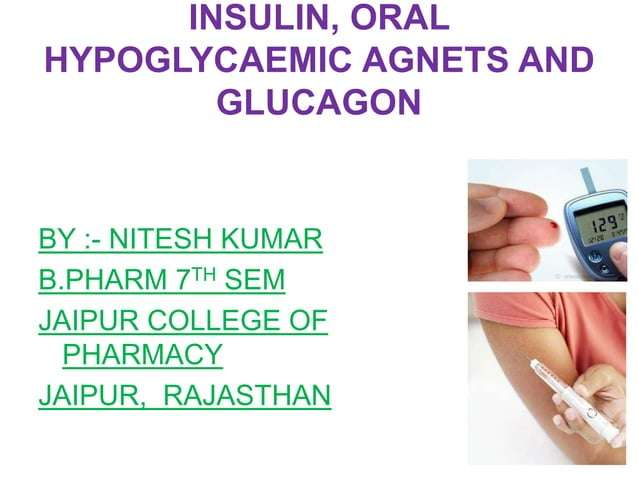 INSULIN, ORAL
HYPOGLYCAEMIC AGNETS AND
GLUCAGON
BY :- NITESH KUMAR
B.PHARM 7TH SEM
JAIPUR COLLEGE OF
PHARMACY
JAIPUR, RAJASTHAN
129